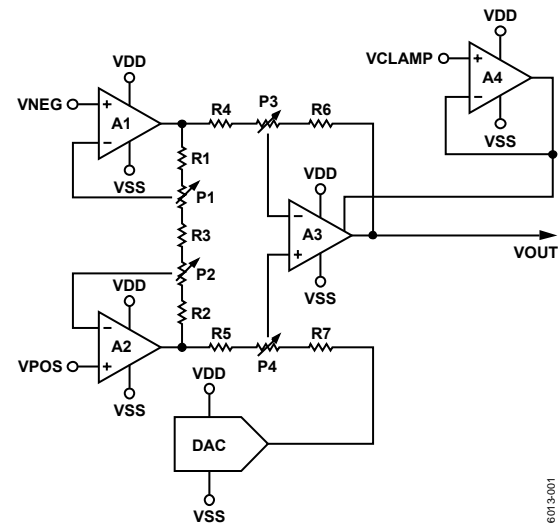 VDD
VCLAMP
+
A4
−
VSS
VDD
VNEG
+
A1
−
VSS
R4
P3
R6
R1
P1
R3
P2
R2
VDD
−
A3
+
VSS
VOUT
VDD
−
A2
VPOS
+
VSS
R5
P4
R7
VDD
DAC
VSS
6013-001